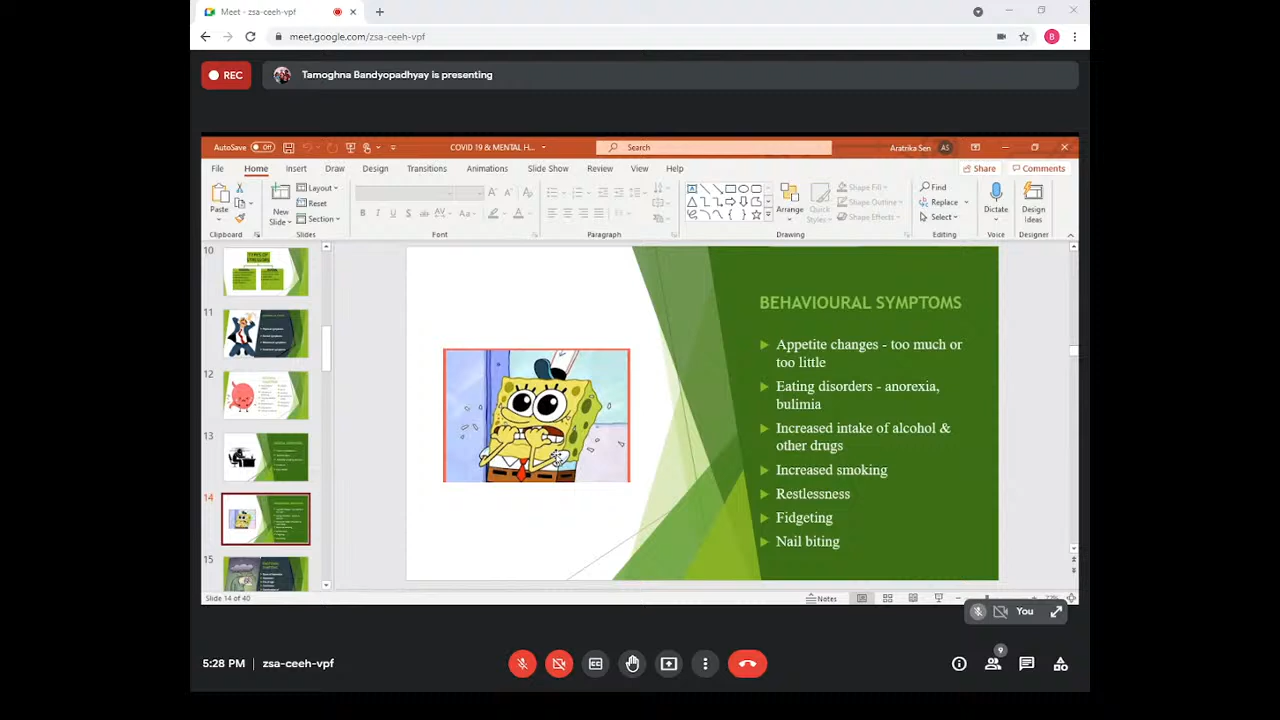 Meet - zsa-ceeh-vpf
meet.google.com/zsa-ceeh-vpf
B
REC
Tamoghna Bandyopadhyay is presenting
AutoSave Off
COVID 19 & MENTAL H...
Search
Aratrika Sen AS
File Home Insert Draw Design Transitions Animations Slide Show Review View Help
Share Comments
Paste
New
Slide
Layout
Reset
Section
Arrange
Quick
Styles
Shape Fill
Shape Outline
Shape Effects
Find
Replace
Select
Dictate
Design
Ideas
Clipboard Slides Font Paragraph Drawing Editing Voice Designer
10
TYPES OF
STRESSORS
11
12
13
14
15
BEHAVIOURAL SYMPTOMS
Appetite changes - too much or
too little
Eating disorders - anorexia,
bulimia
Increased intake of alcohol &
other drugs
Increased smoking
Restlessness
Fidgeting
Nail biting
Slide 14 of 40
Notes
You
5:28 PM | zsa-ceeh-vpf
9